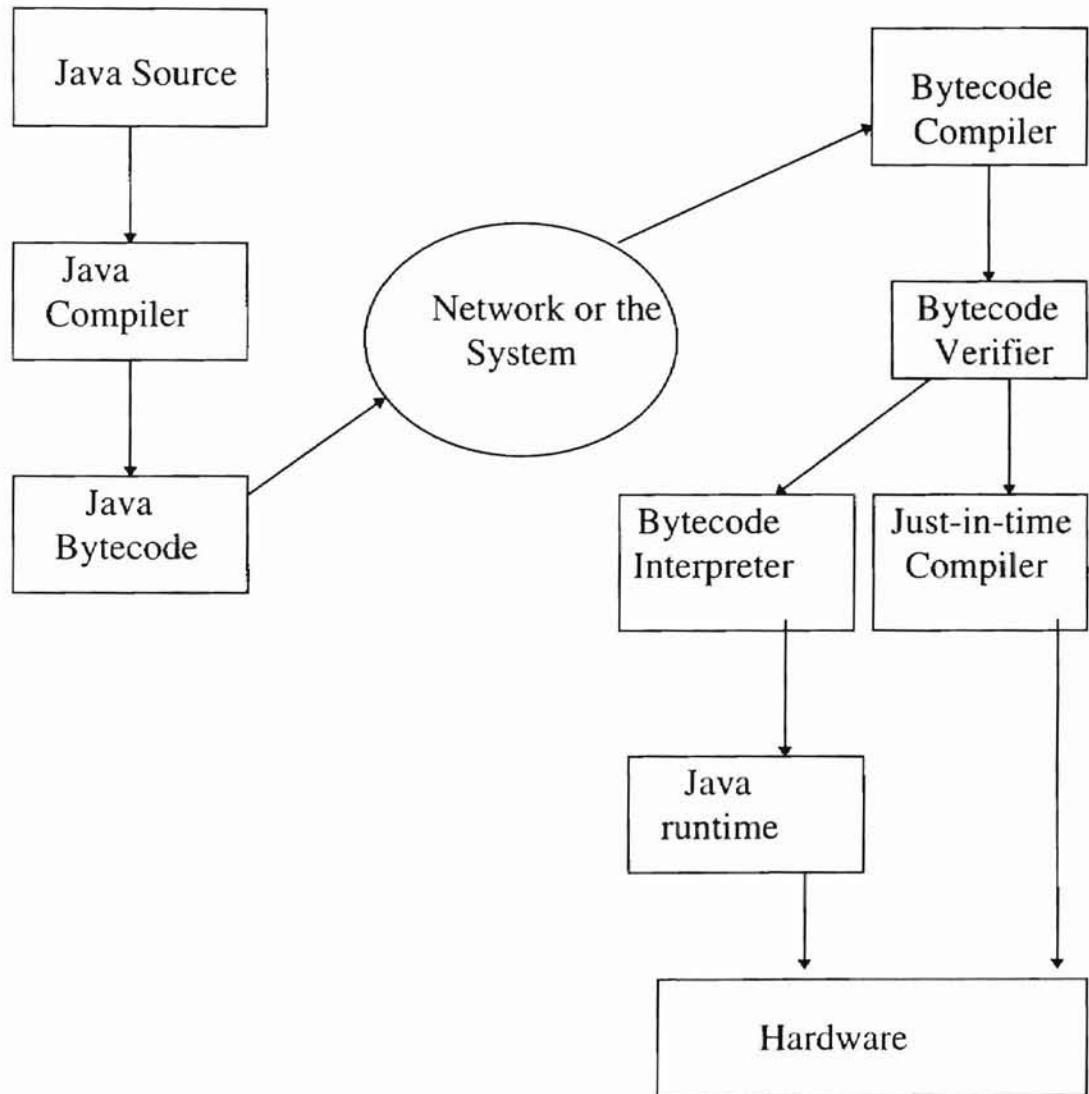 Java Source
Java
Compiler
Java
Bytecode
Network or the
System
Bytecode
Compiler
Bytecode
Verifier
Bytecode
Interpreter
Just-in-time
Compiler
Java
runtime
Hardware